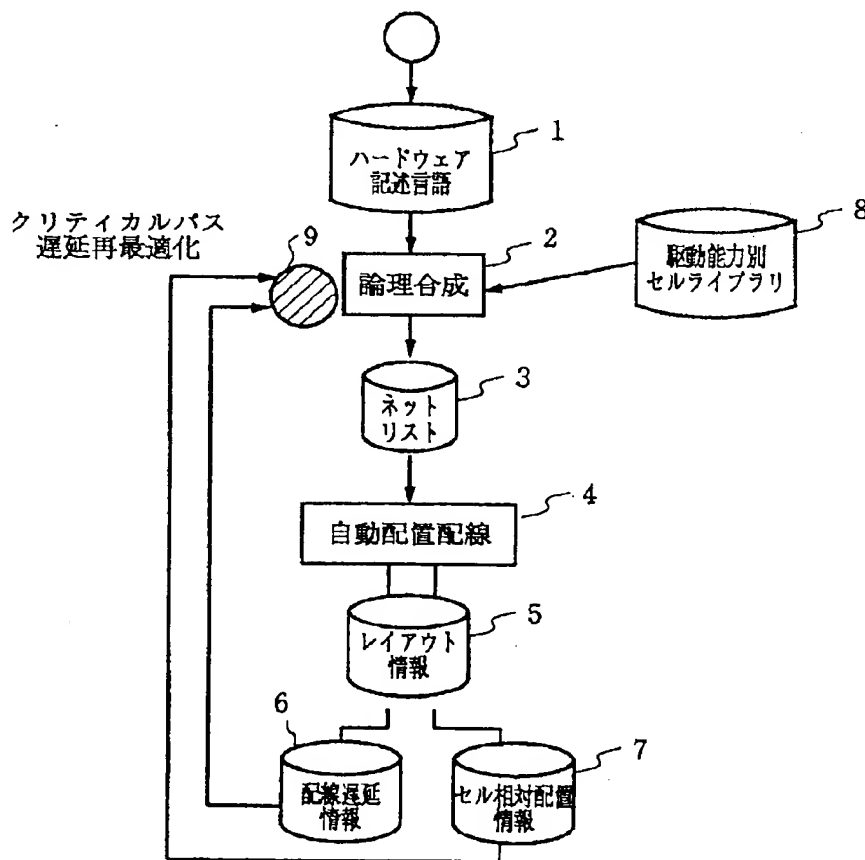 1
ハードウェア
記述言語
クリティカルパス
遅延再最適化
9
2
論理合成
8
駆動能力別
セルライブラリ
3
ネット
リスト
4
自動配置配線
5
レイアウト
情報
6
配線遅延
情報
7
セル相対配置
情報